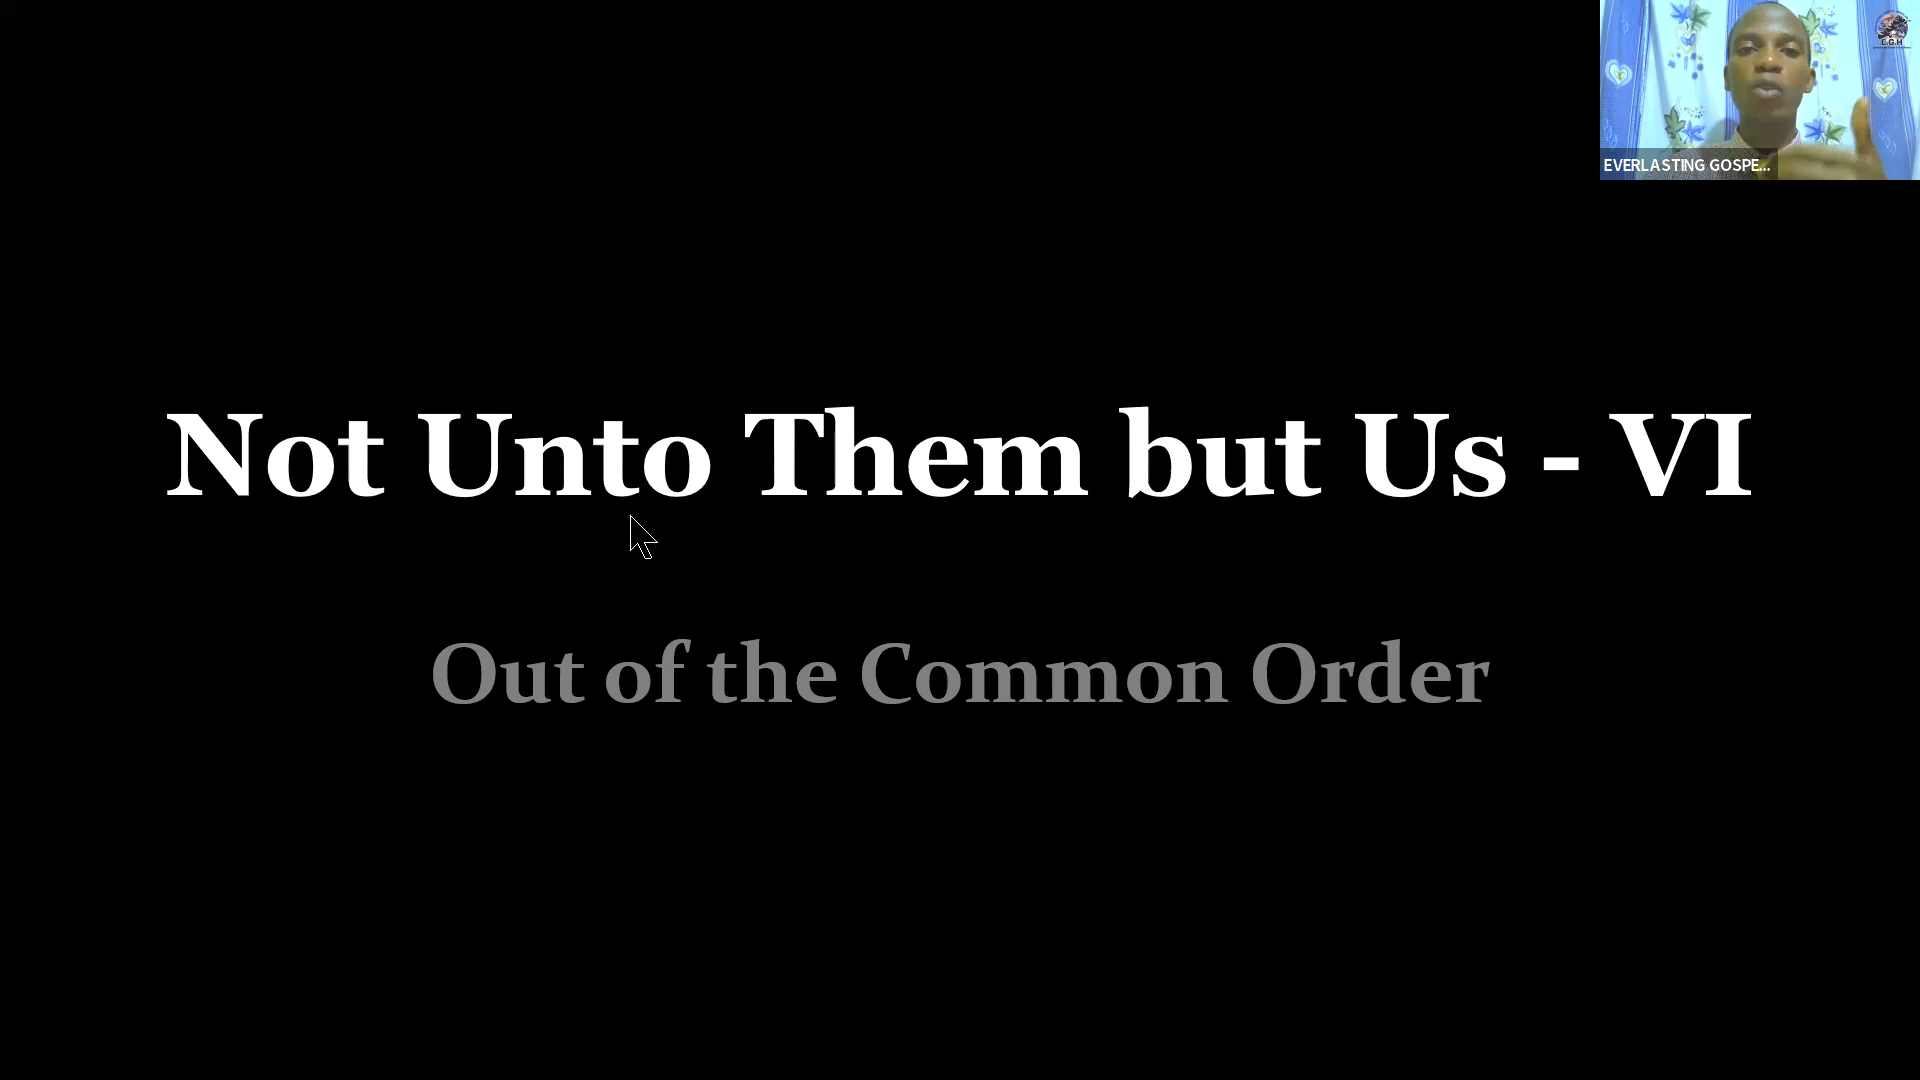 EVERLASTING GOSPE...
E.G.H
Not Unto Them but Us - VI
Out of the Common Order